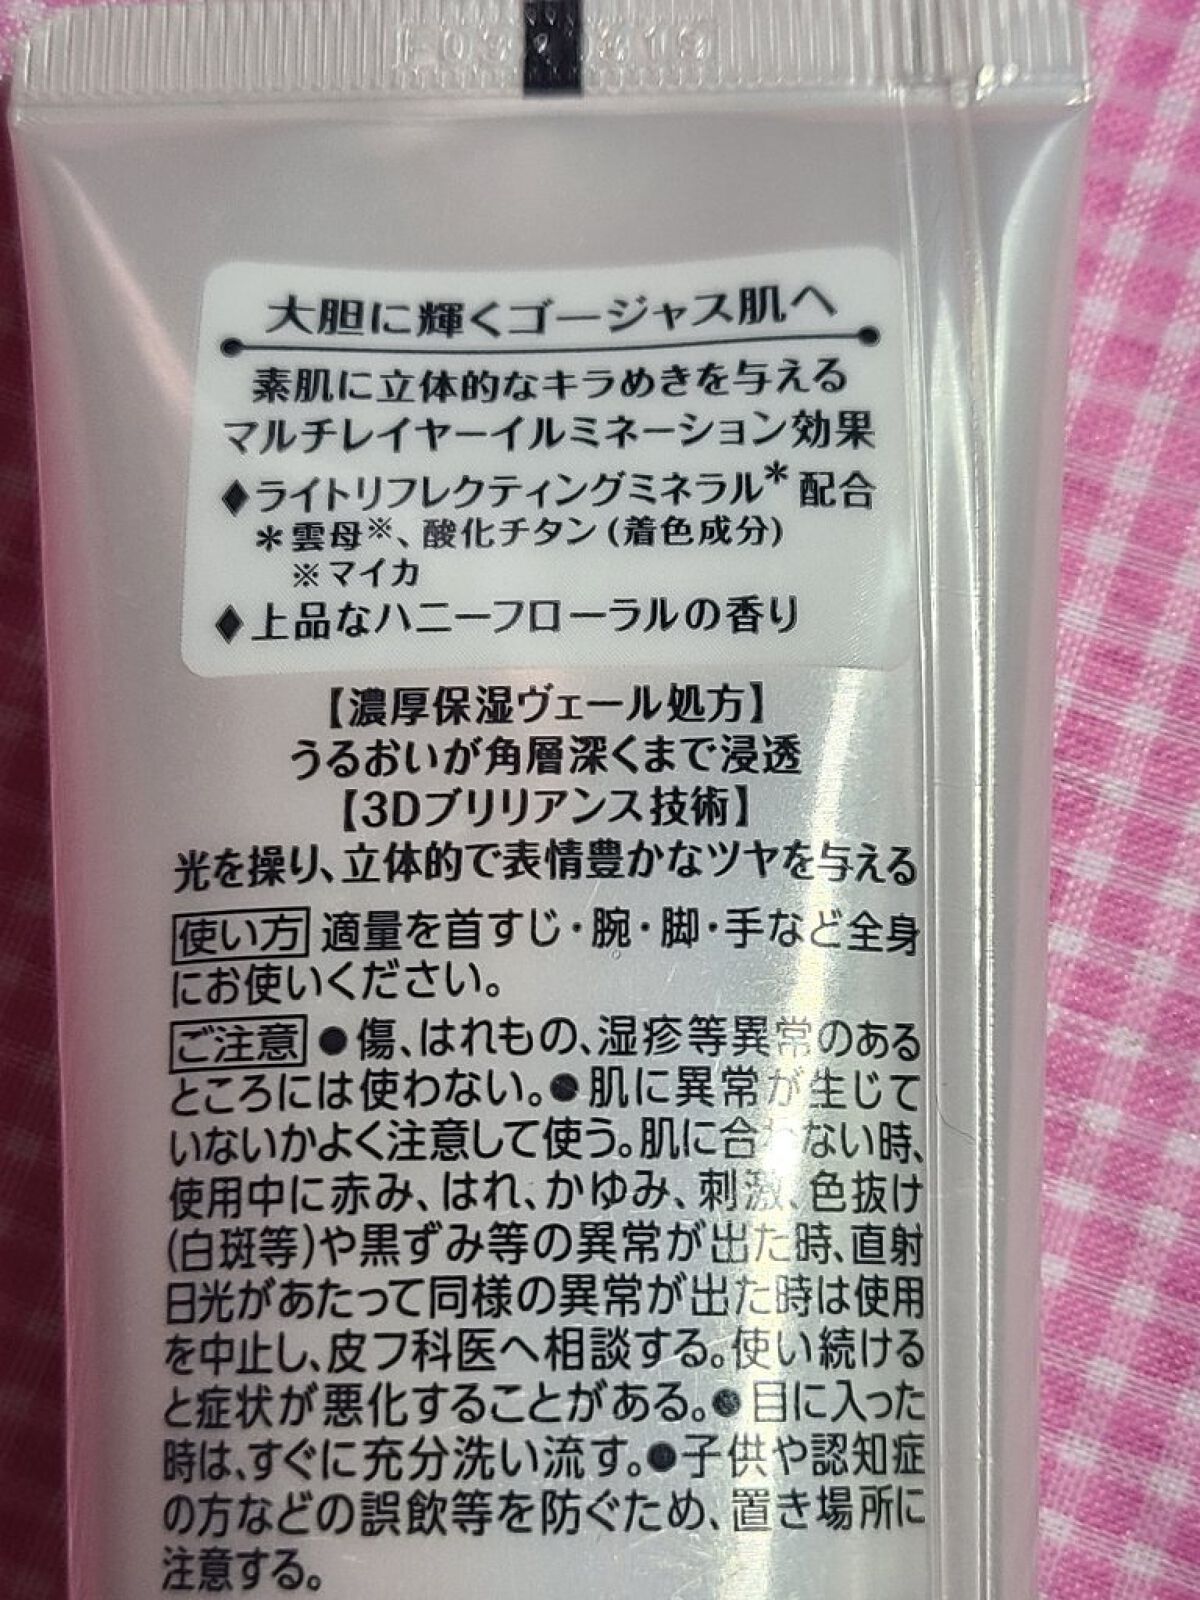 大胆に輝くゴージャス肌へ
素肌に立体的なキラめきを与える
マルチレイヤーイルミネーション効果
◆ライトリフレクティングミネラル* 配合
*雲母※、酸化チタン(着色成分)
※マイカ
◆上品なハニーフローラルの香り
【濃厚保湿ヴェール処方】
うるおいが角層深くまで浸透
【3Dブリリアンス技術】
光を操り、立体的で表情豊かなツヤを与える
使い方 適量を首すじ・腕・脚・手など全身
にお使いください。
ご注意 ●傷、はれもの、湿疹等異常のある
ところには使わない。●肌に異常が生じて
いないかよく注意して使う。肌に合わない時、
使用中に赤み、はれ、かゆみ、刺激、色抜け
(白斑等)や黒ずみ等の異常が出た時、直射
日光があたって同様の異常が出た時は使用
を中止し、皮フ科医へ相談する。使い続ける
と症状が悪化することがある。●目に入った
時は、すぐに充分洗い流す。●子供や認知症
の方などの誤飲等を防ぐため、置き場所に
注意する。